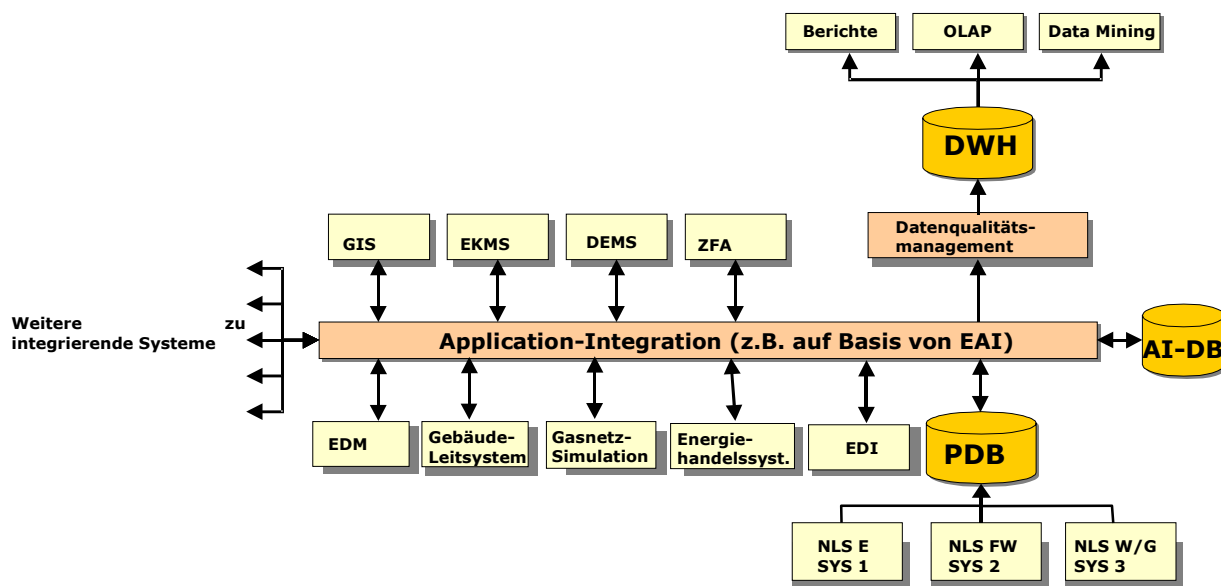 Berichte
OLAP
Data Mining
DWH
Datenqualitäts-
management
GIS
EKMS
DEMS
ZFA
Weitere zu
integrierende Systeme
Application-Integration (z.B. auf Basis von EAI)
AI-DB
EDM
Gebäude-
Leitsystem
Gasnetz-
Simulation
Energie-
handelssyst.
EDI
PDB
NLS E
SYS 1
NLS FW
SYS 2
NLS W/G
SYS 3